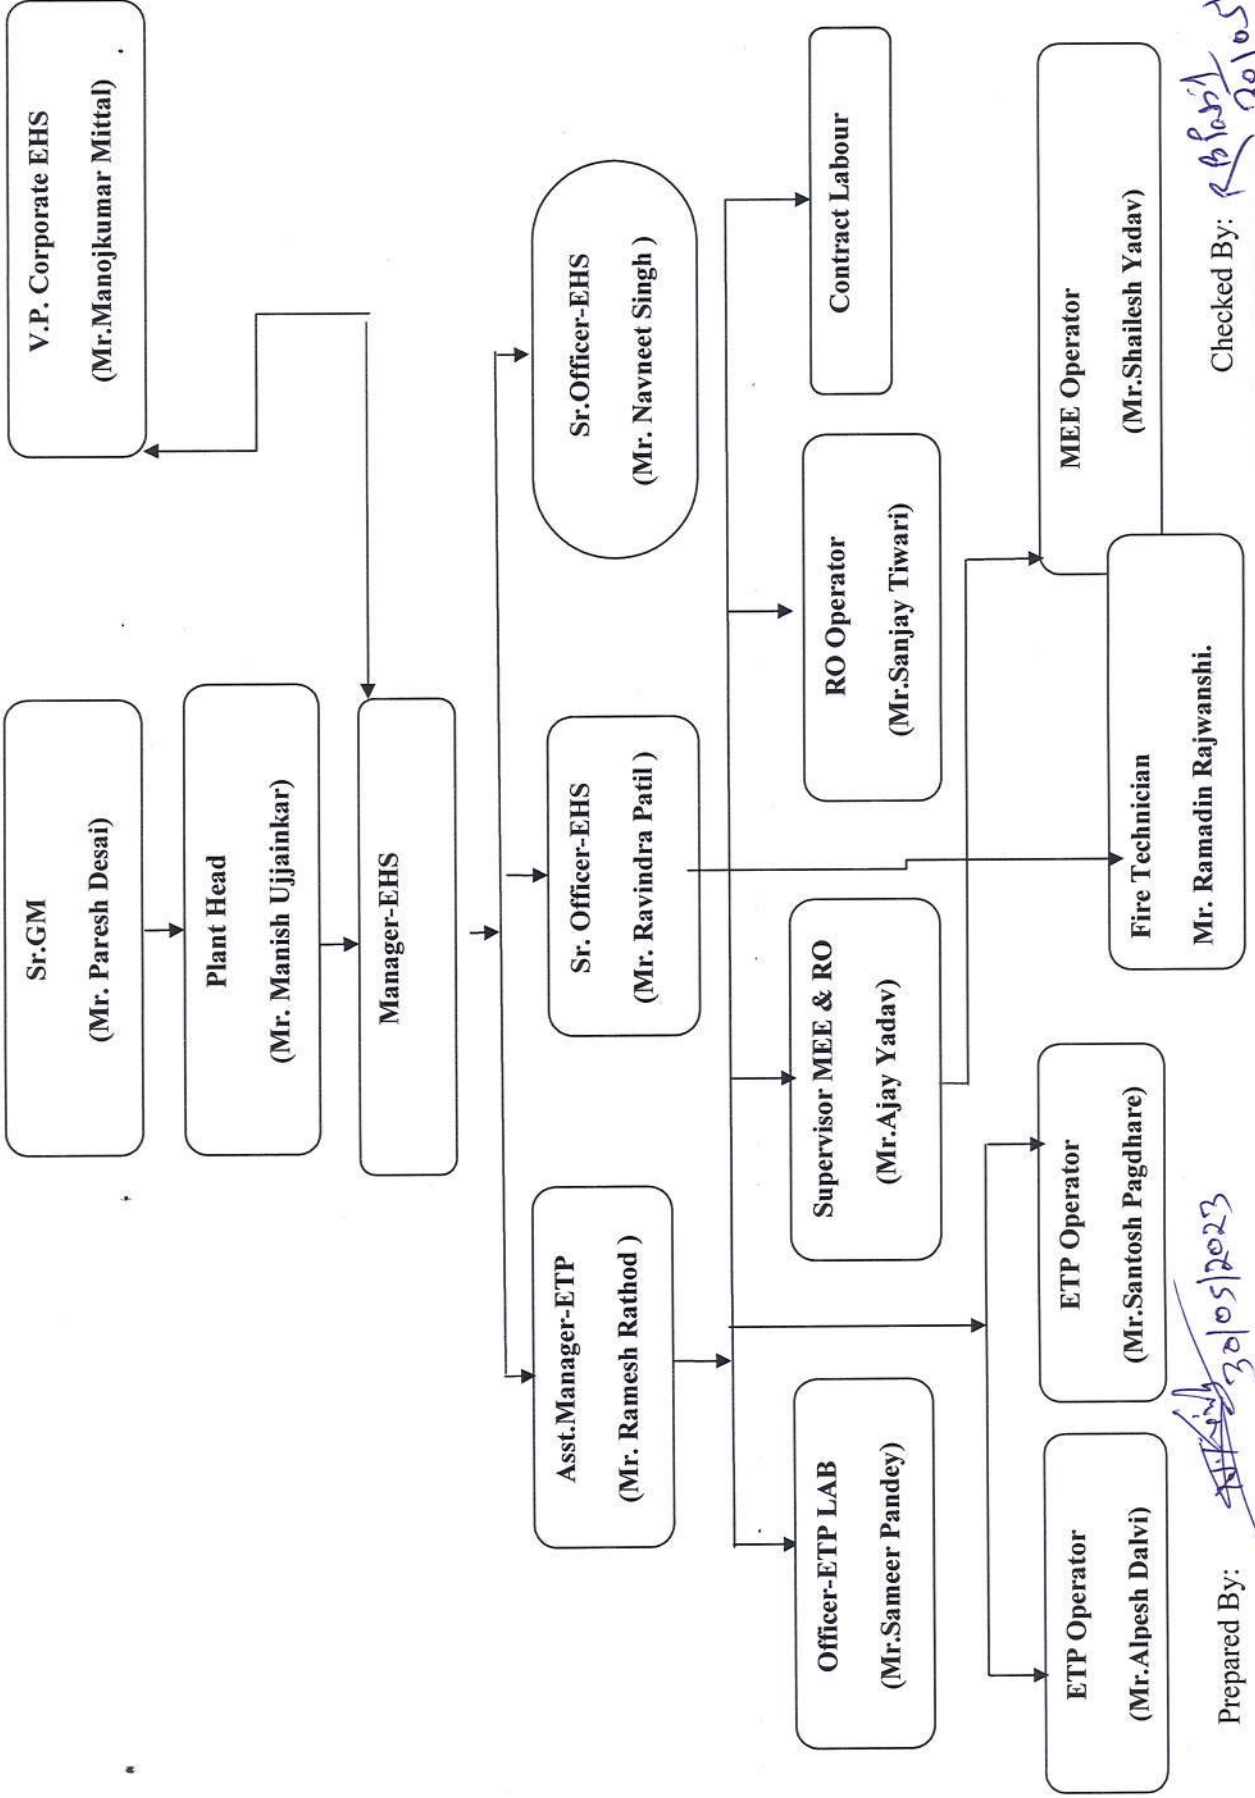 V.P. Corporate EHS
(Mr.Manojkumar Mittal)
Sr.GM
(Mr. Paresh Desai)
Plant Head
(Mr. Manish Ujjainkar)
Manager-EHS
Asst.Manager-ETP
(Mr. Ramesh Rathod )
Sr. Officer-EHS
(Mr. Ravindra Patil )
Sr.Officer-EHS
(Mr. Navneet Singh )
Officer-ETP LAB
(Mr.Sameer Pandey)
Supervisor MEE & RO
(Mr.Ajay Yadav)
RO Operator
(Mr.Sanjay Tiwari)
Contract Labour
ETP Operator
(Mr.Alpesh Dalvi)
ETP Operator
(Mr.Santosh Pagdhare)
Fire Technician
Mr. Ramadin Rajwanshi.
MEE Operator
(Mr.Shailesh Yadav)
Prepared By: 30/05/2023
Checked By: RBPatil